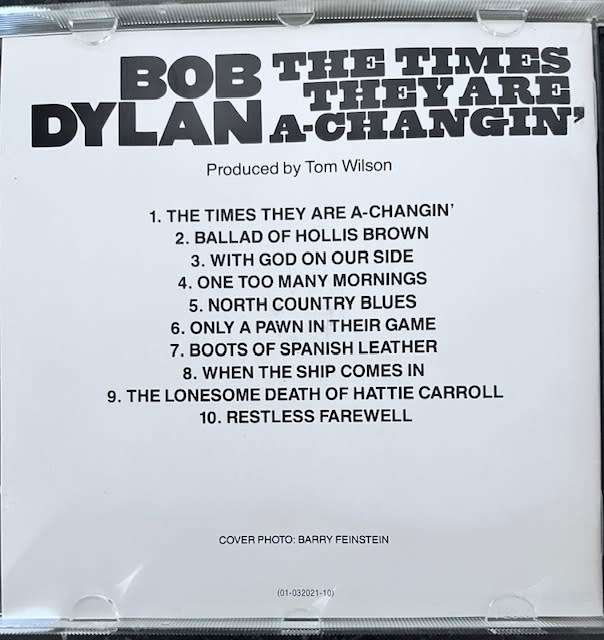 BOB DYLAN
THE TIMES
THEY ARE
A-CHANGIN'
Produced by Tom Wilson
1. THE TIMES THEY ARE A-CHANGIN'
2. BALLAD OF HOLLIS BROWN
3. WITH GOD ON OUR SIDE
4. ONE TOO MANY MORNINGS
5. NORTH COUNTRY BLUES
6. ONLY A PAWN IN THEIR GAME
7. BOOTS OF SPANISH LEATHER
8. WHEN THE SHIP COMES IN
9. THE LONESOME DEATH OF HATTIE CARROLL
10. RESTLESS FAREWELL
COVER PHOTO: BARRY FEINSTEIN
(01-032021-10)